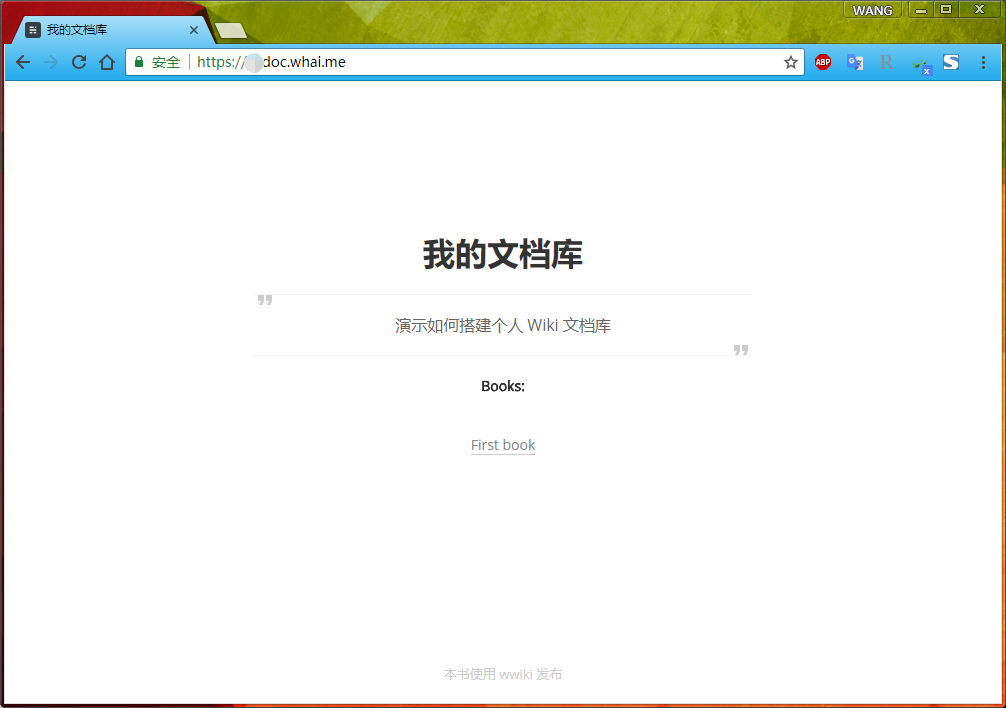 WANG
我的文档库
安全 https://doc.whai.me
ABP
我的文档库
演示如何搭建个人 Wiki 文档库
Books:
First book
本书使用 wwiki 发布